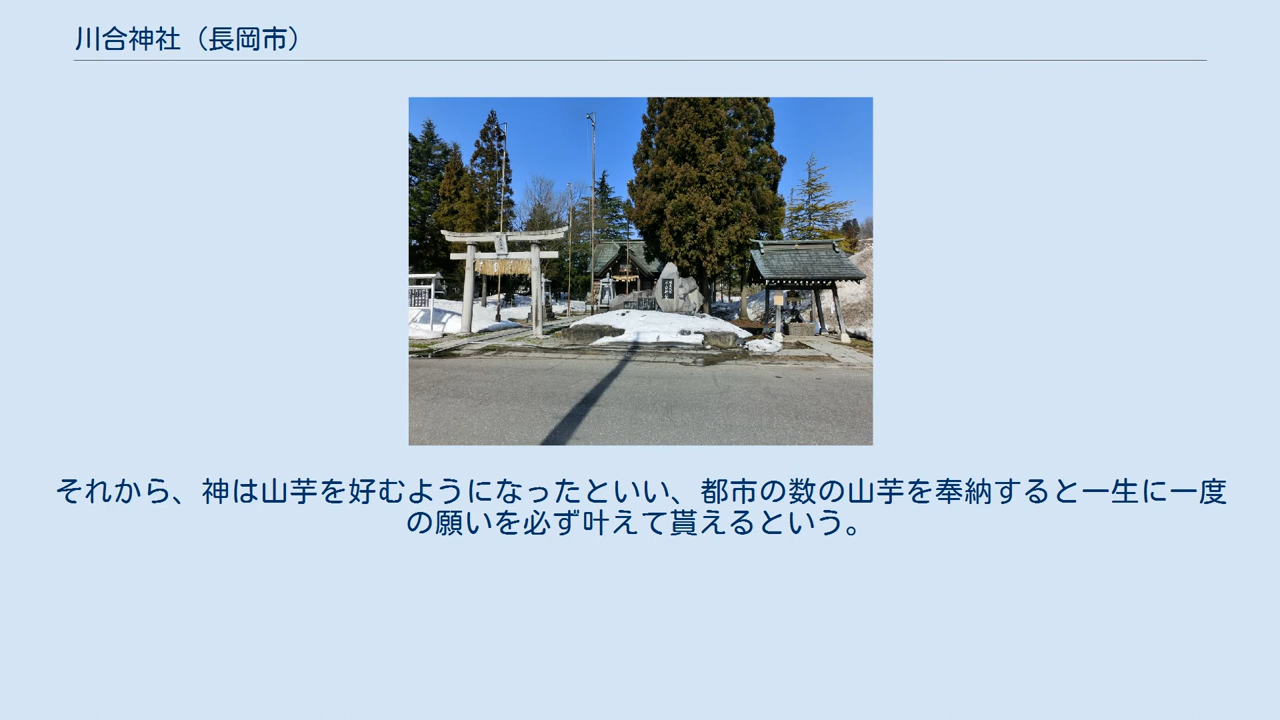 川合神社（長岡市）
それから、神は山芋を好むようになったといい、都市の数の山芋を奉納すると一生に一度
の願いを必ず叶えて貰えるという。